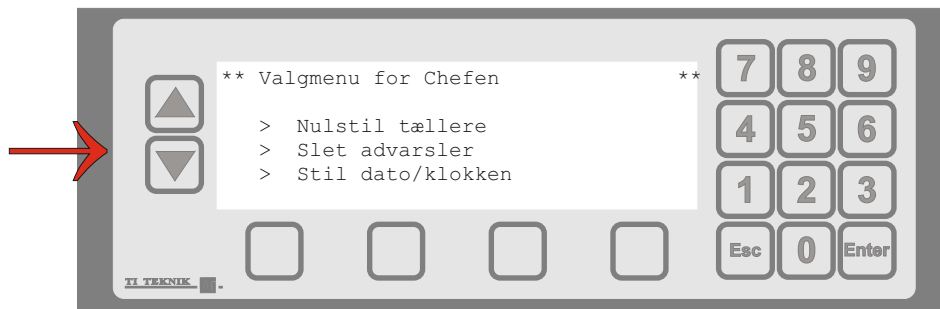 ** Valgmenu for Chefen **
> Nulstil tællere
> Slet advarsler
> Stil dato/klokken
7 8 9
4 5 6
1 2 3
Esc 0 Enter
TI TEKNIK